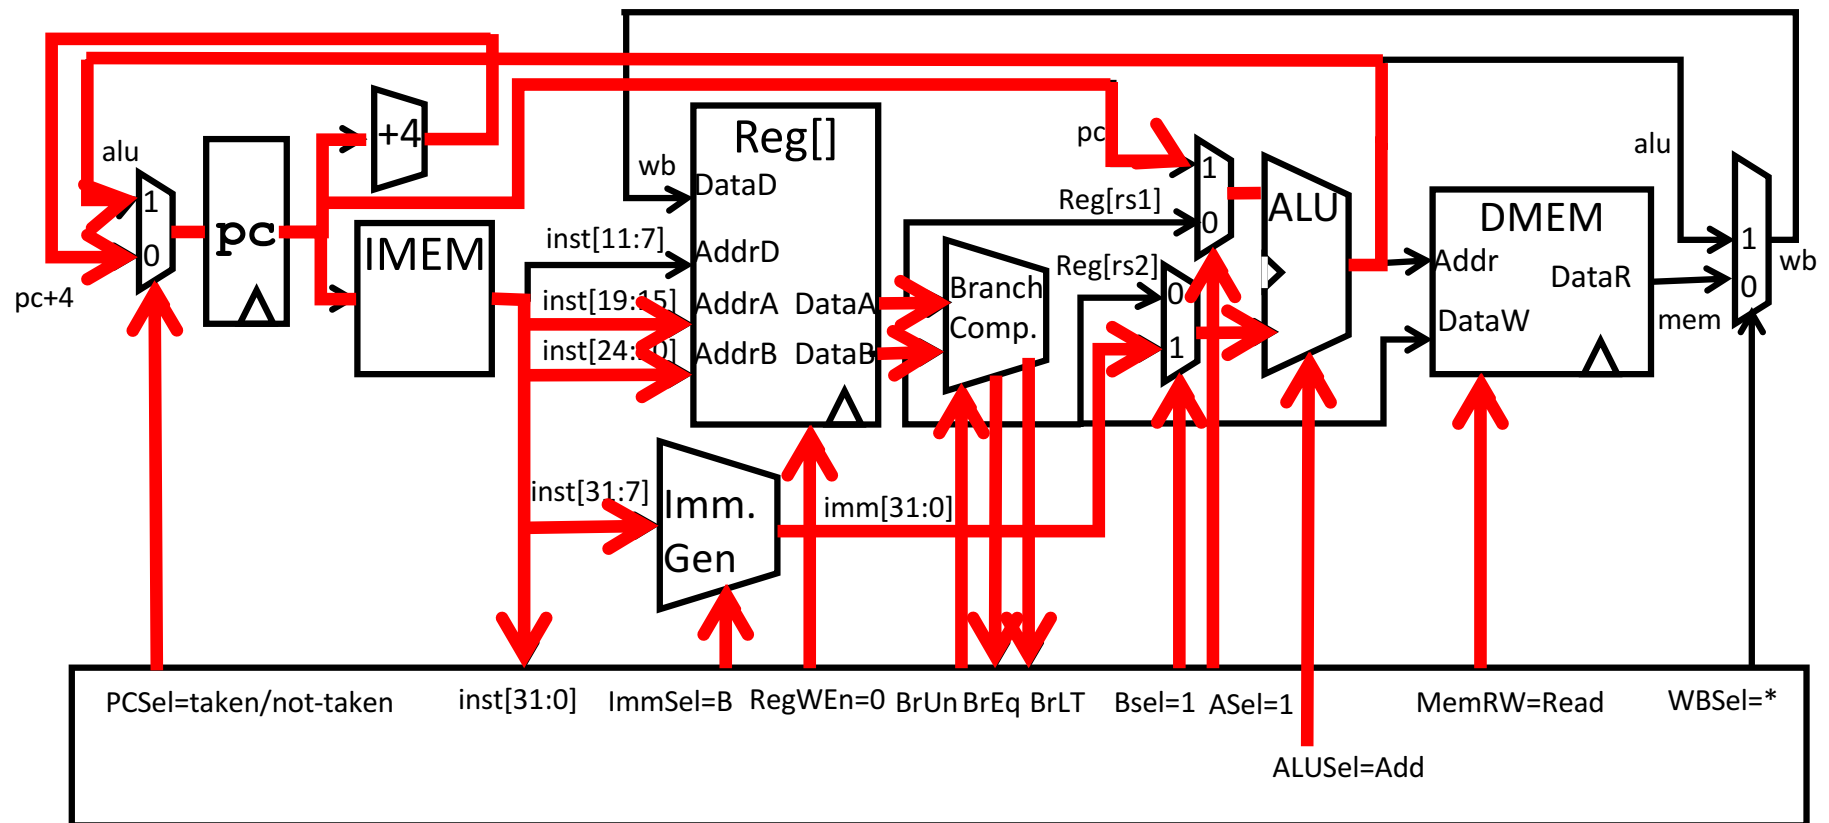 alu
1
0
pc+4
pc
+4
IMEM
wb
Reg[]
DataD
inst[11:7]
AddrD
inst[19:15]
AddrA
DataA
AddrB
DataB
inst[31:7]
Imm.
Gen
imm[31:0]
Branch
Comp.
pc
Reg[rs1]
Reg[rs2]
1
0
0
1
ALU
DMEM
Addr
DataR
DataW
alu
mem
1
0
wb
PCSel=taken/not-taken
inst[31:0]
ImmSel=B
RegWEn=0
BrUn
BrEq
BrLT
Bsel=1
ASel=1
ALUSel=Add
MemRW=Read
WBSel=*